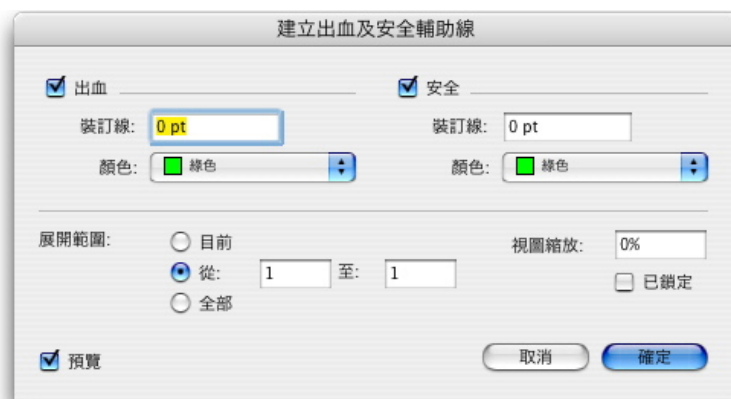 建立出血及安全輔助線
出血 安全
裝訂線: 0 pt 裝訂線: 0 pt
顏色: 綠色 顏色: 綠色
展開範圍: 目前 視圖縮放: 0%
從: 1 至: 1 已鎖定
全部
預覽 取消 確定